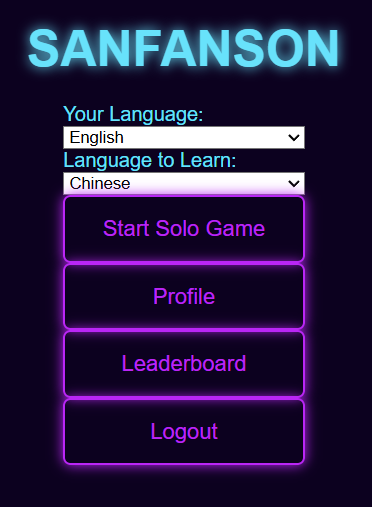 SANFANSON
Your Language:
English
Language to Learn:
Chinese
Start Solo Game
Profile
Leaderboard
Logout